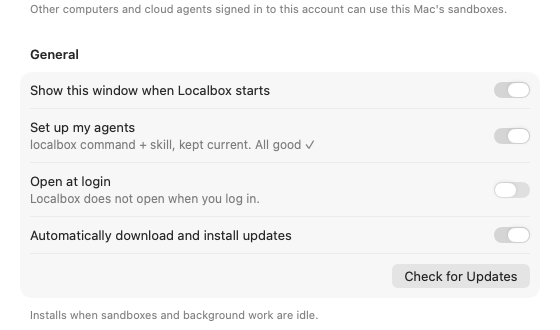 Other computers and cloud agents signed in to this account can use this Mac's sandboxes.
General
Show this window when Localbox starts
Set up my agents
localbox command + skill, kept current. All good ✓
Open at login
Localbox does not open when you log in.
Automatically download and install updates
Check for Updates
Installs when sandboxes and background work are idle.